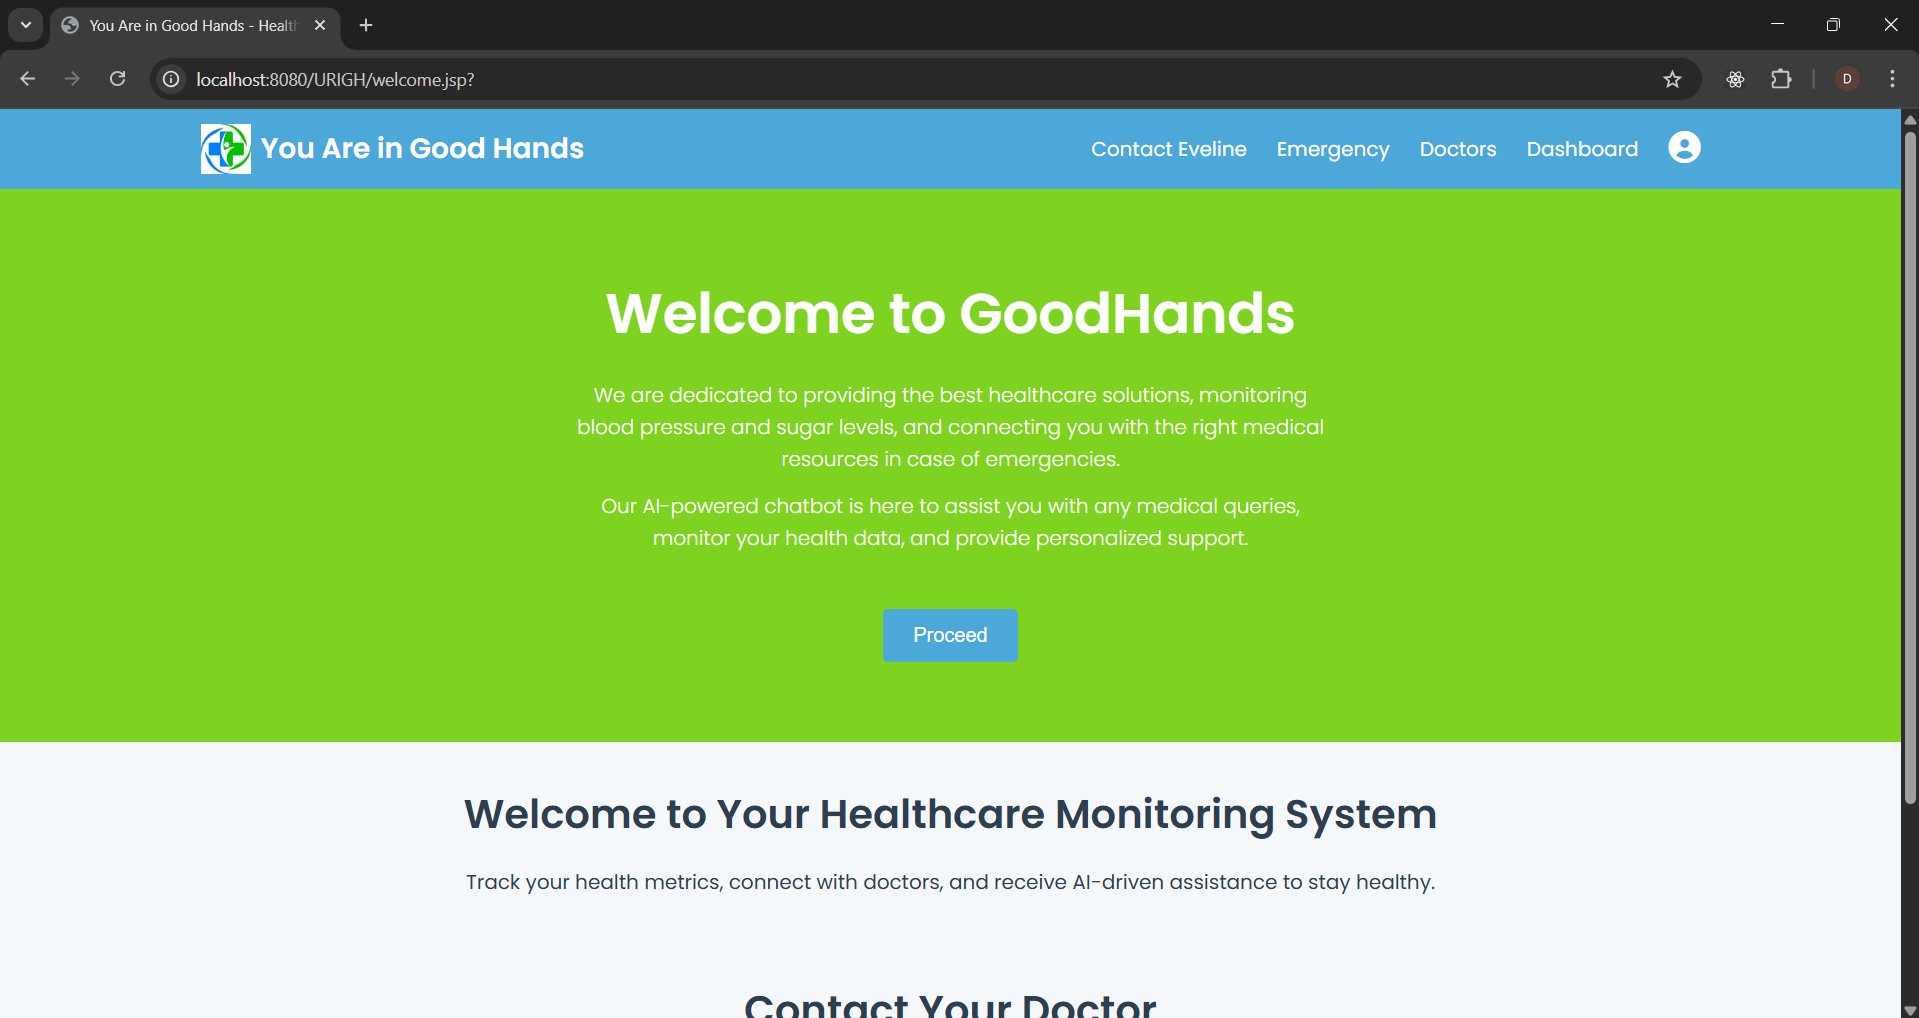 You Are in Good Hands - Healt
localhost:8080/URIGH/welcome.jsp?
D
You Are in Good Hands
Contact Eveline
Emergency
Doctors
Dashboard
Welcome to GoodHands
We are dedicated to providing the best healthcare solutions, monitoring
blood pressure and sugar levels, and connecting you with the right medical
resources in case of emergencies.
Our AI-powered chatbot is here to assist you with any medical queries,
monitor your health data, and provide personalized support.
Proceed
Welcome to Your Healthcare Monitoring System
Track your health metrics, connect with doctors, and receive AI-driven assistance to stay healthy.
Contact Your Doctor